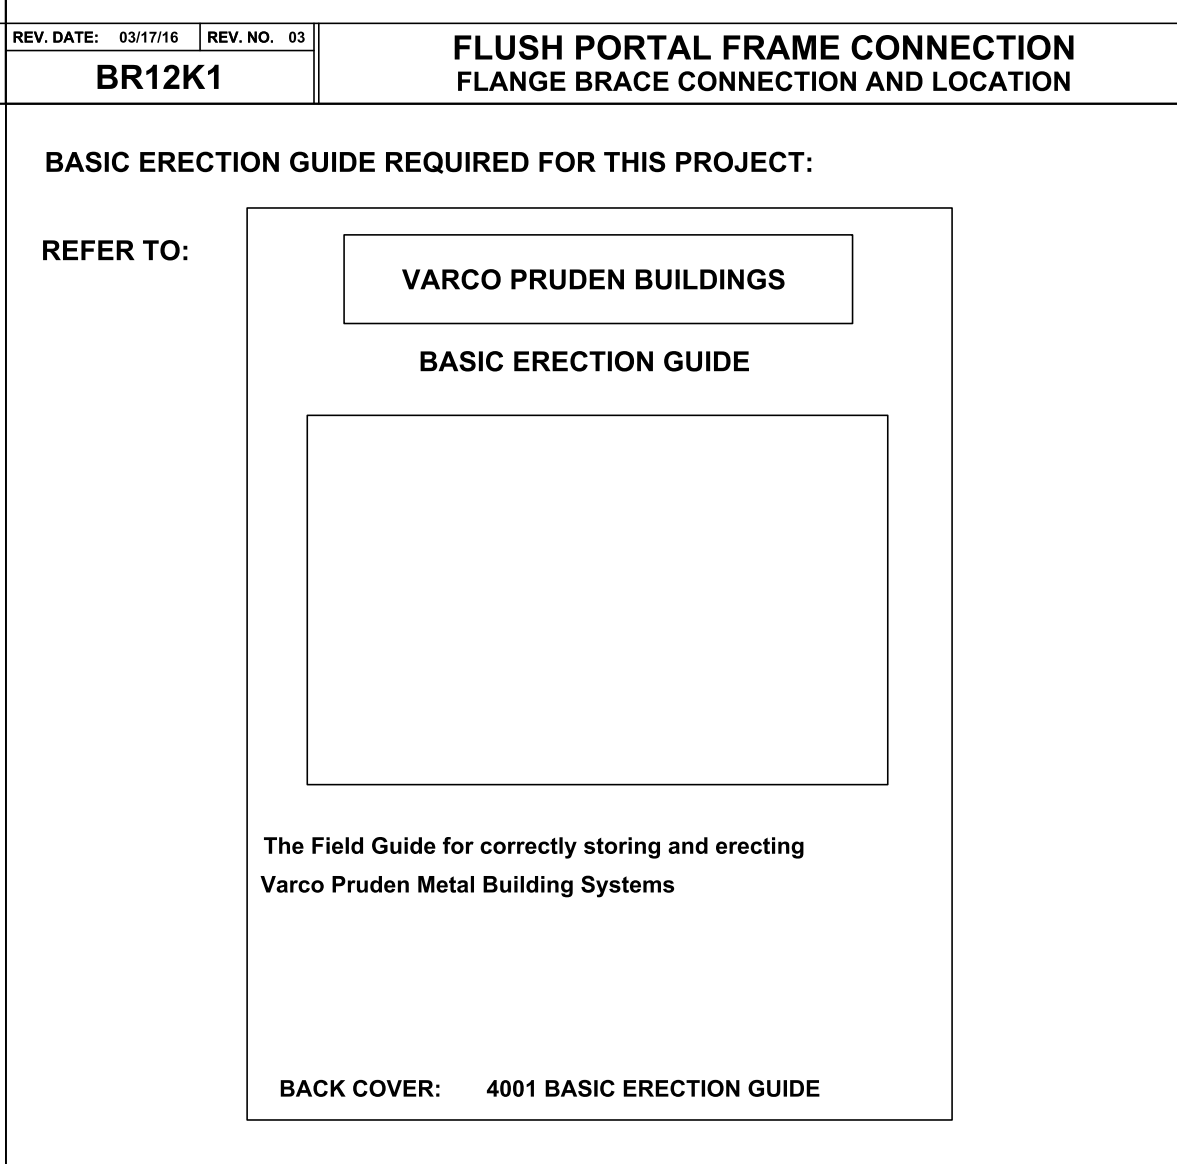 REV. DATE: 03/17/16 REV. NO. 03
BR12K1
FLUSH PORTAL FRAME CONNECTION
FLANGE BRACE CONNECTION AND LOCATION
BASIC ERECTION GUIDE REQUIRED FOR THIS PROJECT:
REFER TO:
VARCO PRUDEN BUILDINGS
BASIC ERECTION GUIDE
The Field Guide for correctly storing and erecting
Varco Pruden Metal Building Systems
BACK COVER: 4001 BASIC ERECTION GUIDE